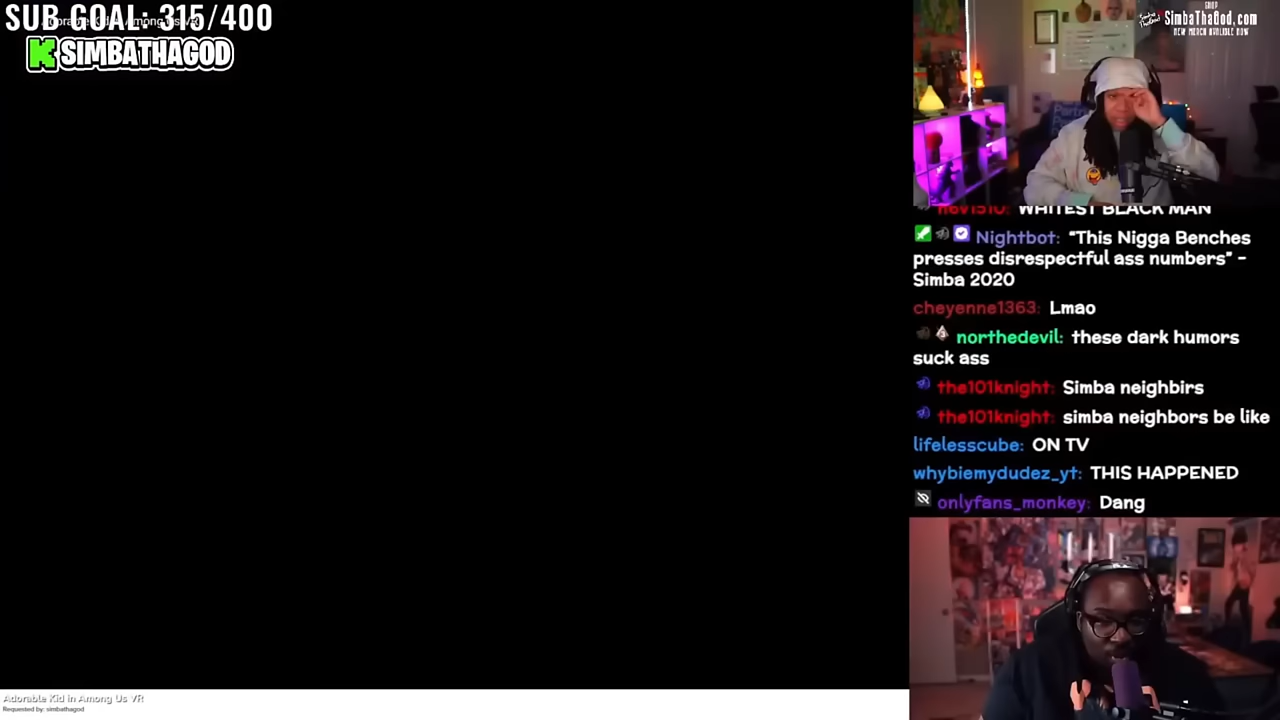 SUB GOAL: 315/400
K SIMBATHAGOD
SHOP
SimbaThaGod.com
NEW MERCH AVAILABLE NOW
WHITEST BLACK MAN
Nightbot: “This Nigga Benches
presses disrespectful ass numbers” -
Simba 2020
cheyenne1363: Lmao
northedevil: these dark humors
suck ass
the101knight: Simba neighbirs
the101knight: simba neighbors be like
lifelesscube: ON TV
whybiemydudez_yt: THIS HAPPENED
onlyfans_monkey: Dang
Adorable Kid in Among Us VR
Requested by: simbathagod